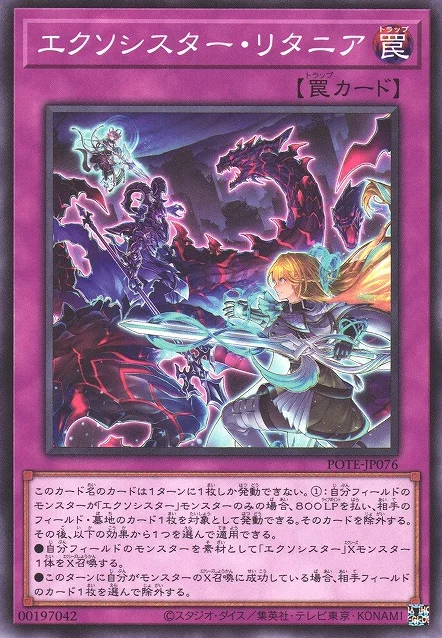 エクソシスター・リタニア
トラップ
罠
トラップ
【罠カード】
POTE-JP076
このカード名のカードは1ターンに1枚しか発動できない。①:自分フィールドの
モンスターが「エクソシスター」モンスターのみの場合、800LPを払い、相手の
フィールド・墓地のカード1枚を対象として発動できる。そのカードを除外する。
その後、以下の効果から1つを選んで適用できる。
●自分フィールドのモンスターを素材として「エクソシスター」Xモンスター
1体をX召喚する。
●このターンに自分がモンスターのX召喚に成功している場合、相手フィールド
のカード1枚を選んで除外する。
00197042
©スタジオ・ダイス/集英社・テレビ東京・KONAMI